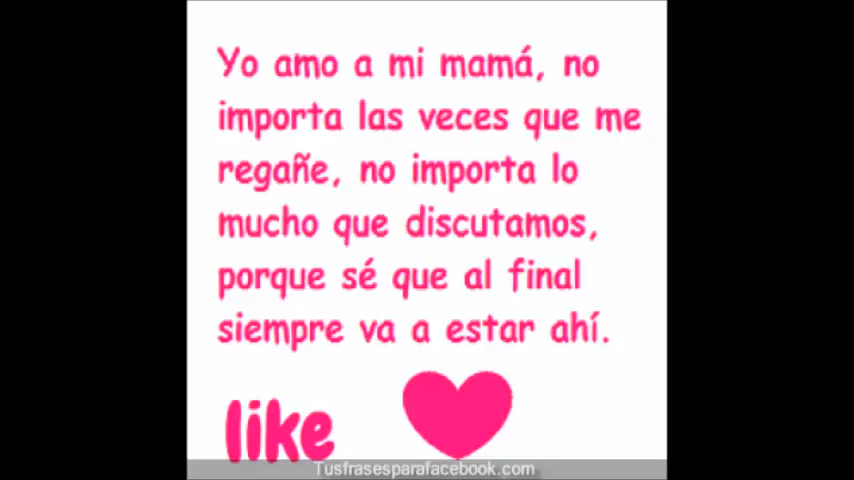 Yo amo a mi mamá, no
importa las veces que me
regañe, no importa lo
mucho que discutamos,
porque sé que al final
siempre va a estar ahí.
like
Tusfrasesparafacebook.com